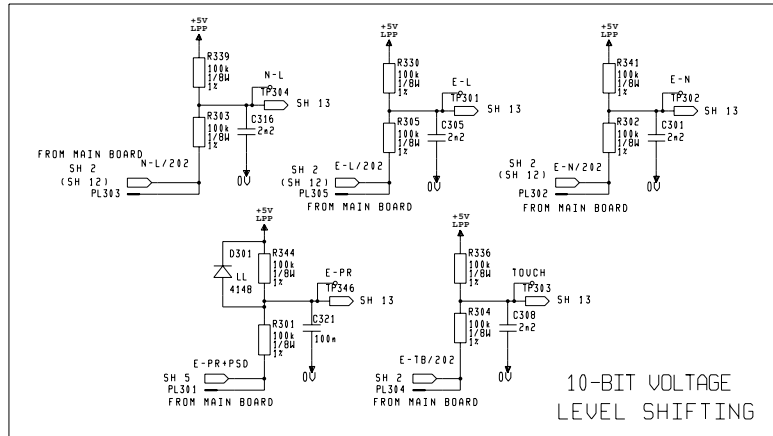 +5V
LPP
R339
100k
1/8W
1%
N-L
TP304
SH 13
R303
100k
1/8W
1%
C316
2n2
FROM MAIN BOARD
SH 2
(SH 12)
N-L/202
PL303
0V
+5V
LPP
R330
100k
1/8W
1%
E-L
TP301
SH 13
R305
100k
1/8W
1%
C305
2n2
SH 2
(SH 12)
E-L/202
PL305
FROM MAIN BOARD
0V
+5V
LPP
R341
100k
1/8W
1%
E-N
TP302
SH 13
R302
100k
1/8W
1%
C301
2n2
SH 2
(SH 12)
E-N/202
PL302
FROM MAIN BOARD
0V
+5V
LPP
D301
LL
4148
R344
100k
1/8W
1%
E-PR
TP346
SH 13
R301
100k
1/8W
1%
C321
100n
E-PR+PSD
SH 5
PL301
FROM MAIN BOARD
0V
+5V
LPP
R336
100k
1/8W
1%
TOUCH
TP303
SH 13
R304
100k
1/8W
1%
C308
2n2
E-TB/202
SH 2
PL304
FROM MAIN BOARD
0V
10-BIT VOLTAGE
LEVEL SHIFTING